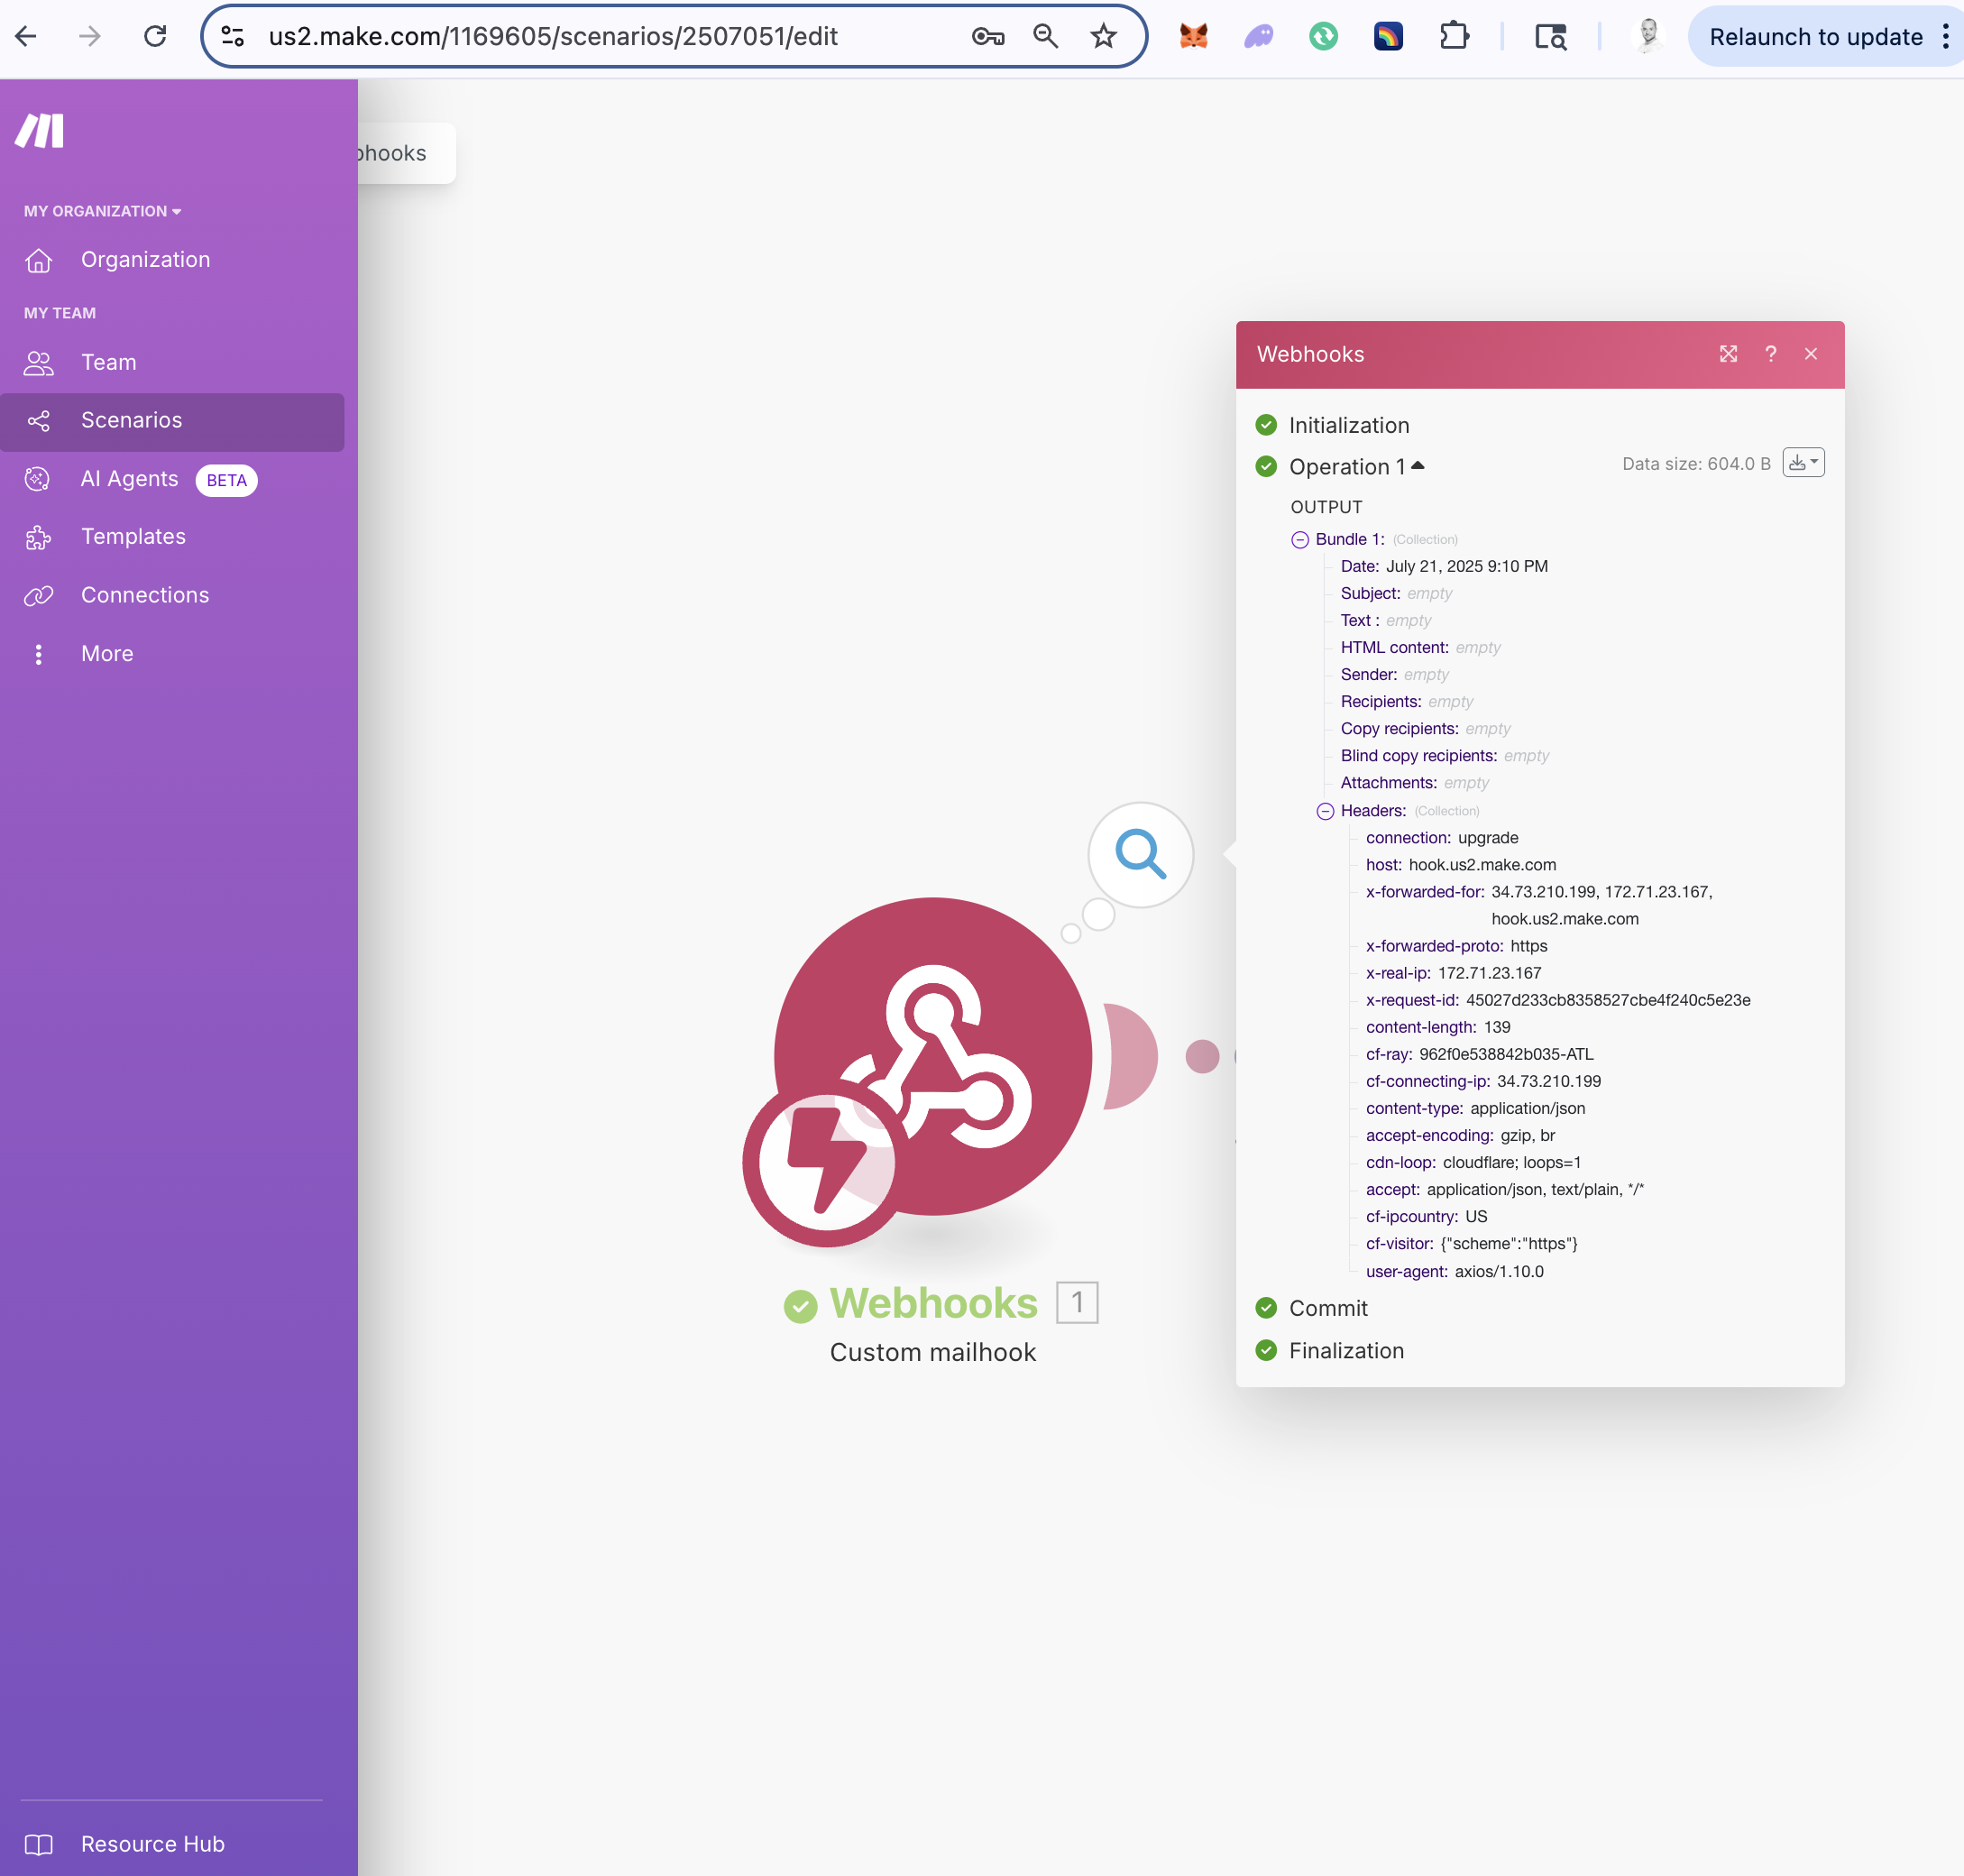 us2.make.com/1169605/scenarios/2507051/edit
Relaunch to update
MY ORGANIZATION
Organization
MY TEAM
Team
Scenarios
AI Agents BETA
Templates
Connections
More
Resource Hub
hooks
Webhooks ?
Initialization
Operation 1 Data size: 604.0 B
OUTPUT
Bundle 1: (Collection)
Date: July 21, 2025 9:10 PM
Subject: empty
Text : empty
HTML content: empty
Sender: empty
Recipients: empty
Copy recipients: empty
Blind copy recipients: empty
Attachments: empty
Headers: (Collection)
connection: upgrade
host: hook.us2.make.com
x-forwarded-for: 34.73.210.199, 172.71.23.167,
hook.us2.make.com
x-forwarded-proto: https
x-real-ip: 172.71.23.167
x-request-id: 45027d233cb8358527cbe4f240c5e23e
content-length: 139
cf-ray: 962f0e538842b035-ATL
cf-connecting-ip: 34.73.210.199
content-type: application/json
accept-encoding: gzip, br
cdn-loop: cloudflare; loops=1
accept: application/json, text/plain, */*
cf-ipcountry: US
cf-visitor: {"scheme":"https"}
user-agent: axios/1.10.0
Commit
Finalization
Webhooks 1
Custom mailhook